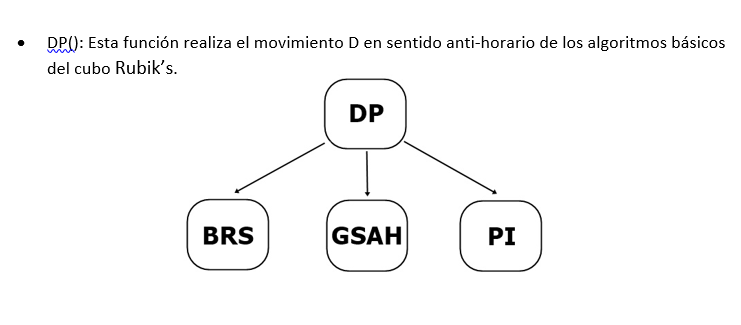 • DP(): Esta función realiza el movimiento D en sentido anti-horario de los algoritmos básicos
del cubo Rubik’s.
DP
BRS GSAH PI